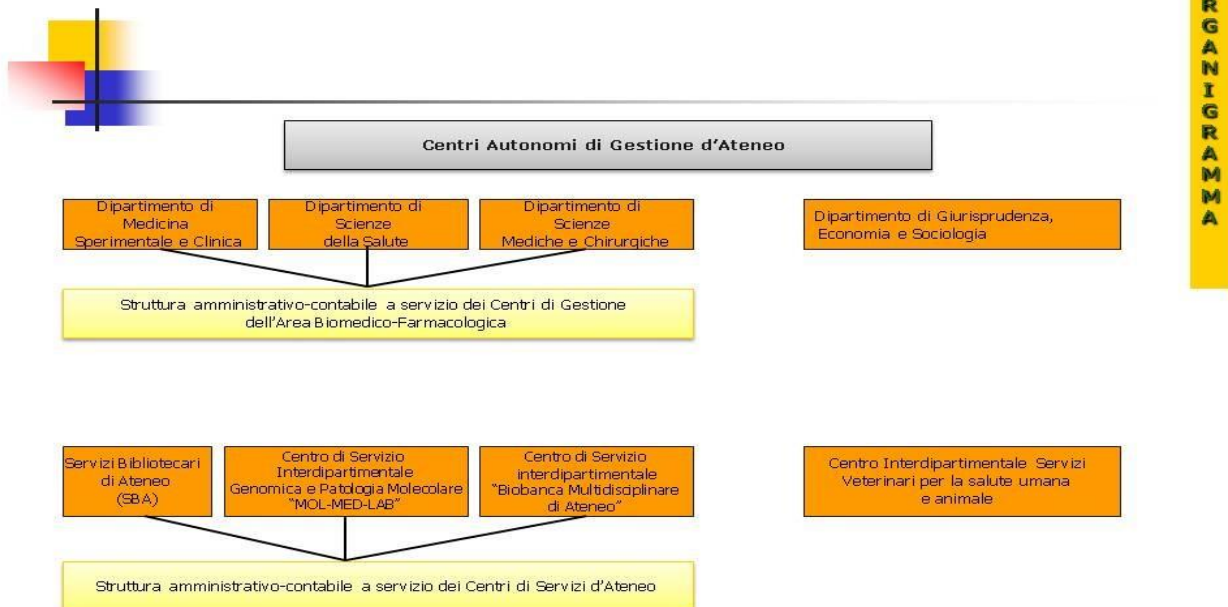 RGANIGRAMMA
Centri Autonomi di Gestione d'Ateneo
Dipartimento di
Medicina
Sperimentale e Clinica
Dipartimento di
Scienze
della Salute
Dipartimento di
Scienze
Mediche e Chirurgiche
Dipartimento di Giurisprudenza,
Economia e Sociologia
Struttura amministrativo-contabile a servizio dei Centri di Gestione
dell'Area Biomedico-Farmacologica
Servizi Bibliotecari
di Ateneo
(SBA)
Centro di Servizio
Interdipartimentale
Genomica e Patologia Molecolare
"MOL-MED-LAB"
Centro di Servizio
interdipartimentale
"Biobanca Multidisciplinare
di Ateneo"
Centro Interdipartimentale Servizi
Veterinari per la salute umana
e animale
Struttura amministrativo-contabile a servizio dei Centri di Servizi d'Ateneo